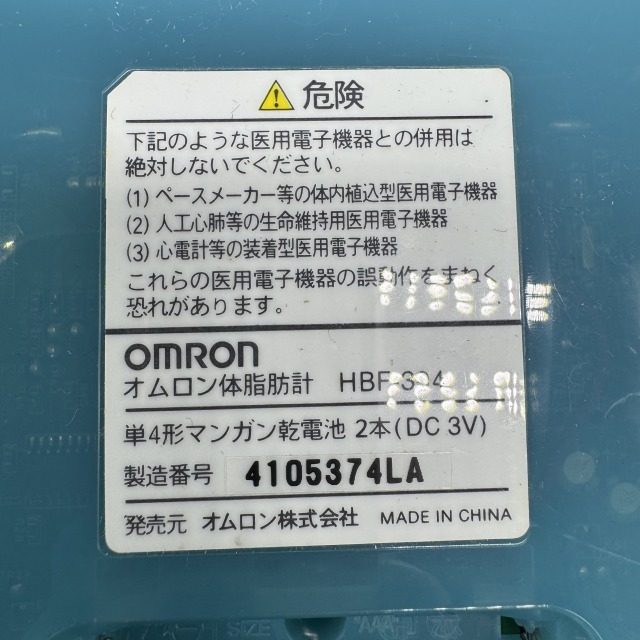 危険
下記のような医用電子機器との併用は
絶対しないでください。
(1) ペースメーカー等の体内植込型医用電子機器
(2) 人工心肺等の生命維持用医用電子機器
(3) 心電計等の装着型医用電子機器
これらの医用電子機器の誤動作をまねく
恐れがあります。
OMRON
オムロン体脂肪計 HBF-304
単4形マンガン乾電池 2本(DC 3V)
製造番号 4105374LA
発売元 オムロン株式会社 MADE IN CHINA
SIZE